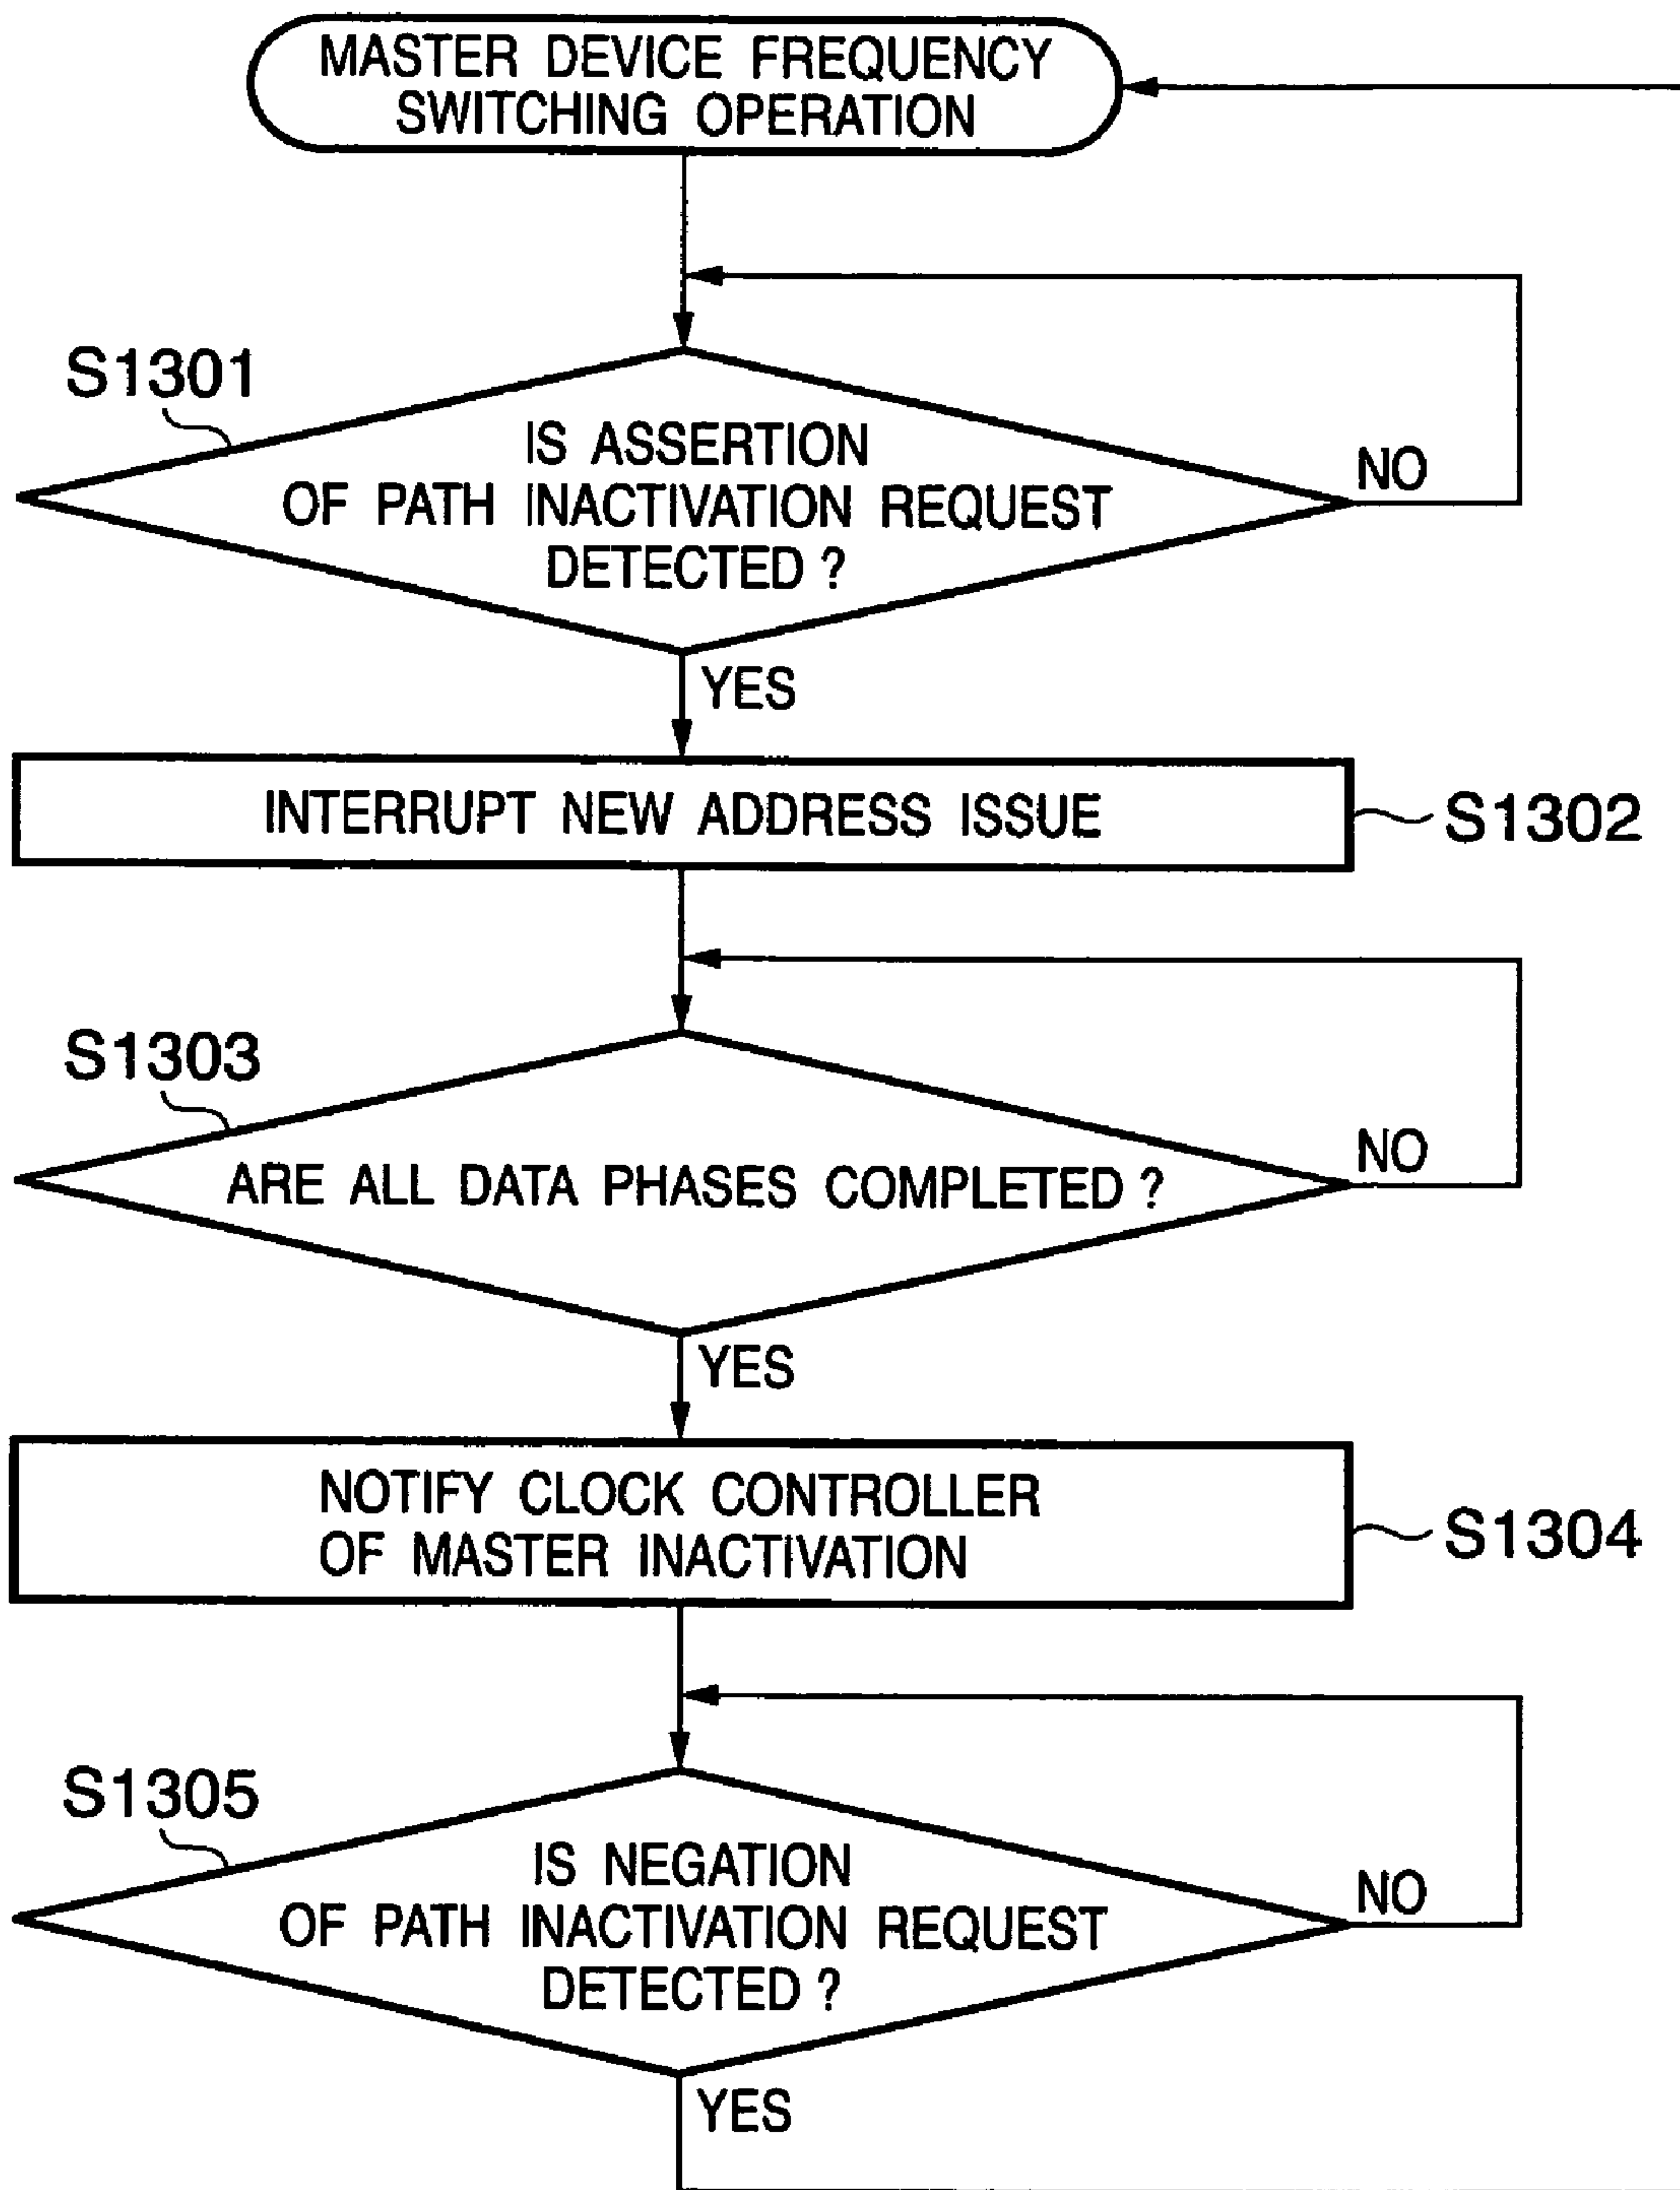 MASTER DEVICE FREQUENCY
SWITCHING OPERATION
S1301
IS ASSERTION
OF PATH INACTIVATION REQUEST
DETECTED ?
NO
YES
INTERRUPT NEW ADDRESS ISSUE
S1302
S1303
ARE ALL DATA PHASES COMPLETED ?
NO
YES
NOTIFY CLOCK CONTROLLER
OF MASTER INACTIVATION
S1304
S1305
IS NEGATION
OF PATH INACTIVATION REQUEST
DETECTED ?
NO
YES